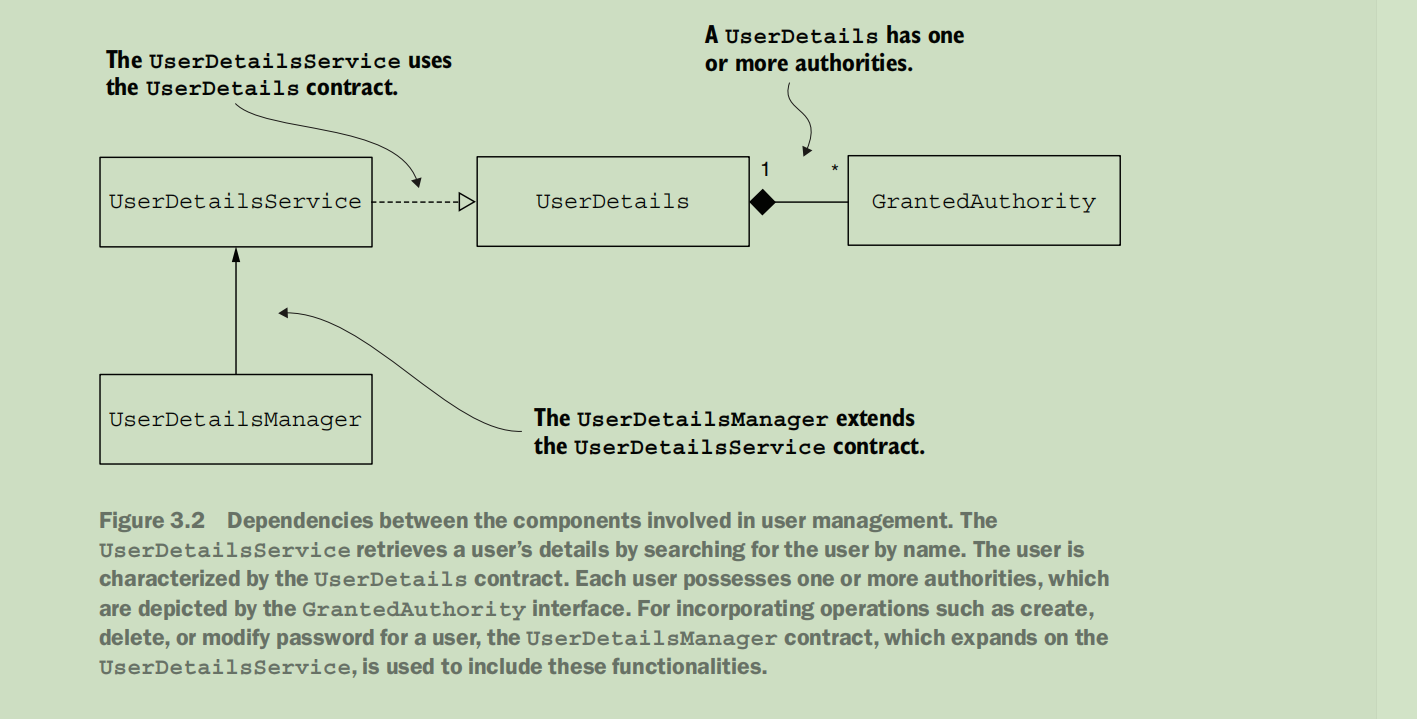 The UserDetailsService uses
the UserDetails contract.
A UserDetails has one
or more authorities.
UserDetailsService
UserDetails
1
*
GrantedAuthority
UserDetailsManager
The UserDetailsManager extends
the UserDetailsService contract.
Figure 3.2 Dependencies between the components involved in user management. The
UserDetailsService retrieves a user’s details by searching for the user by name. The user is
characterized by the UserDetails contract. Each user possesses one or more authorities, which
are depicted by the GrantedAuthority interface. For incorporating operations such as create,
delete, or modify password for a user, the UserDetailsManager contract, which expands on the
UserDetailsService, is used to include these functionalities.